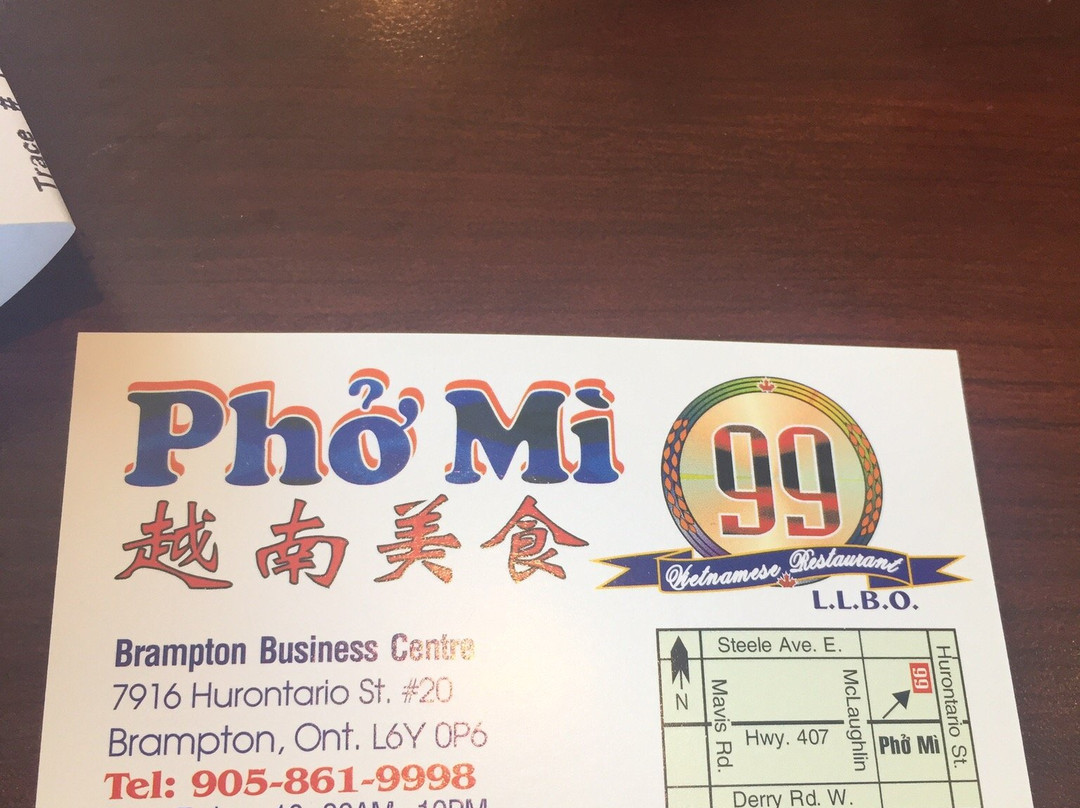 Trace #
Phở Mì
越南美食
99
Vietnamese Restaurant
L.L.B.O.
Brampton Business Centre
7916 Hurontario St. #20
Brampton, Ont. L6Y 0P6
Tel: 905-861-9998
10PM
Steele Ave. E.
N
Mavis Rd.
McLaughlin
Hurontario St.
99
Hwy. 407
Phở Mì
Derry Rd. W.